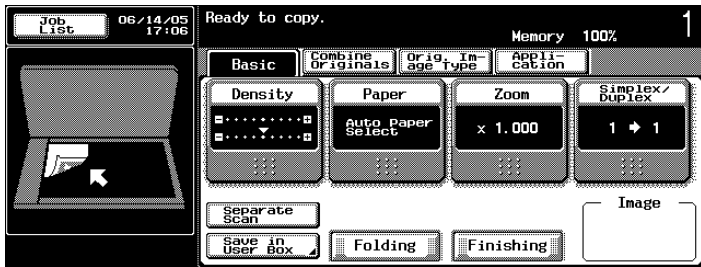 Job
List
06/14/05
17:06
Ready to copy.
Memory 100%
1
Basic
Combine
Originals
Orig. Im-
age Type
Appli-
cation
Density
Paper
Auto Paper
Select
Zoom
× 1.000
Simplex/
Duplex
1 ➔ 1
Separate
Scan
Save in
User Box
Folding
Finishing
Image